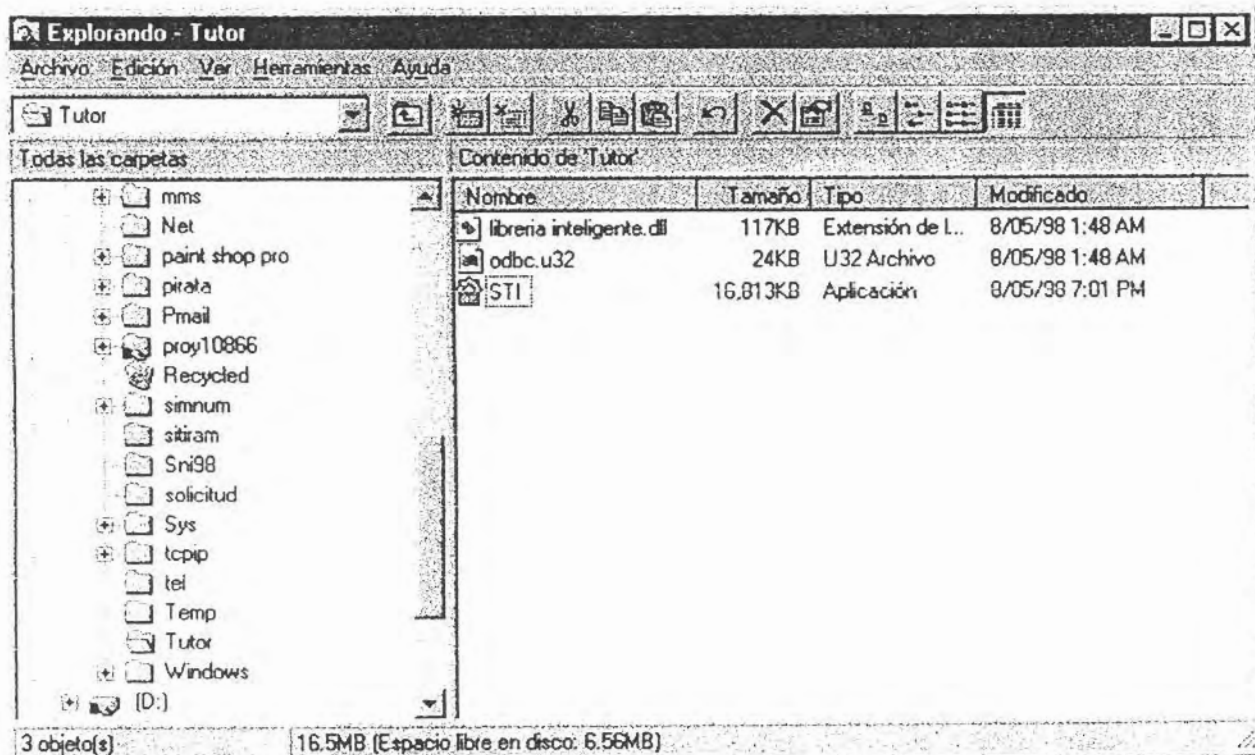 Explorando - Tutor
Archivo Edición Ver Herramientas Ayuda
Tutor
Todas las carpetas
mms
Net
paint shop pro
pirata
Pmail
proy10866
Recycled
simnum
sitiram
Sni98
solicitud
Sys
tcpip
tel
Temp
Tutor
Windows
(D:)
Contenido de 'Tutor'
Nombre Tamaño Tipo Modificado
libreria inteligente.dll 117KB Extensión de l... 8/05/98 1:48 AM
odbc.u32 24KB U32 Archivo 8/05/98 1:48 AM
STI 16,813KB Aplicación 8/05/98 7:01 PM
3 objeto(s) 16.5MB (Espacio libre en disco: 6.56MB)